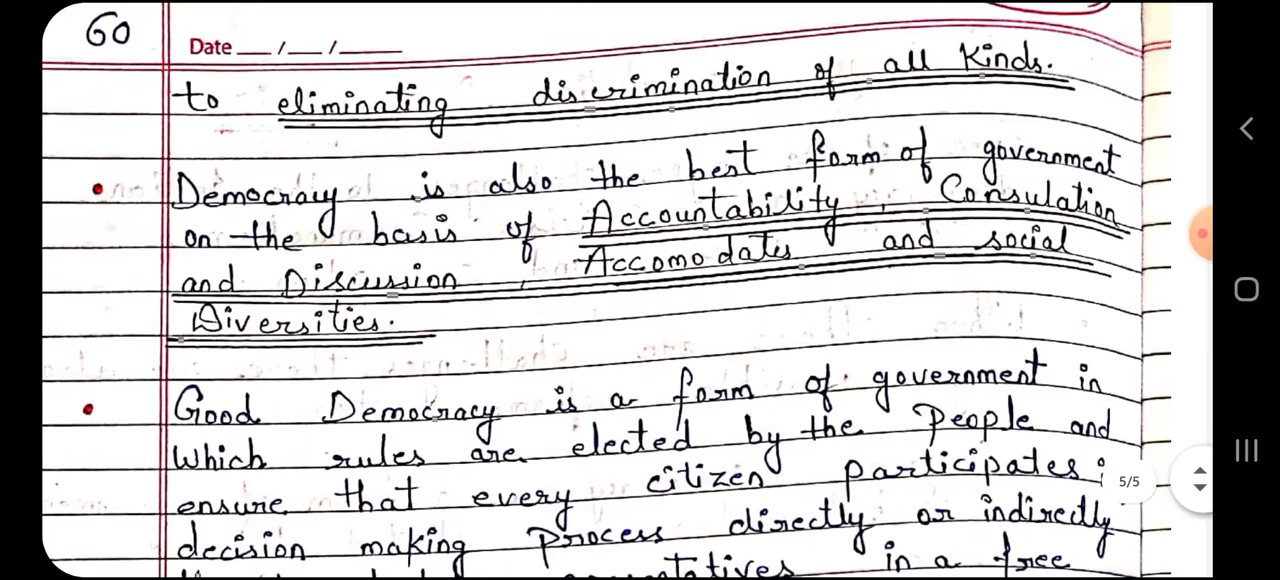 60
Date __/__/____
to eliminating discrimination of all Kinds.
Democracy is also the best form of government
on the basis of Accountability, Consulation
and Discussion, Accomodates and social
Diversities.
Good Democracy is a form of government in
which rules are elected by the People and
ensure that every citizen participates
5/5
decision making Process directly or indirectly
in a free